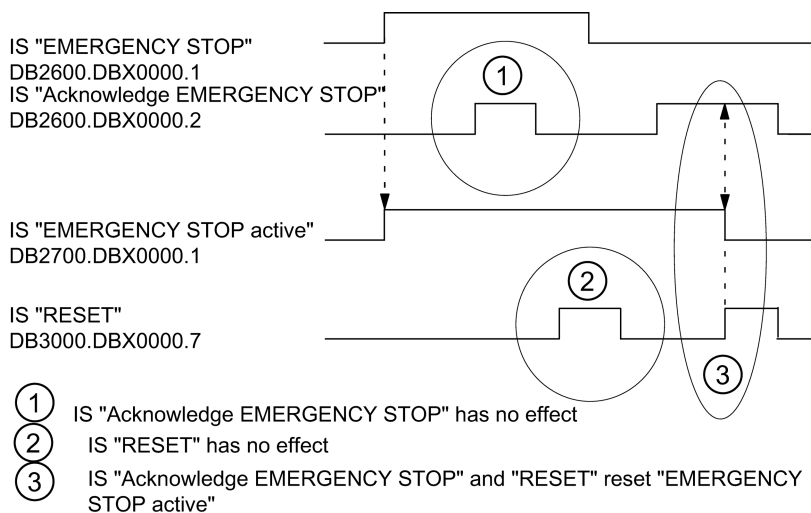 IS "EMERGENCY STOP"
DB2600.DBX0000.1
IS "Acknowledge EMERGENCY STOP"
DB2600.DBX0000.2
1
IS "EMERGENCY STOP active"
DB2700.DBX0000.1
2
IS "RESET"
DB3000.DBX0000.7
3
1 IS "Acknowledge EMERGENCY STOP" has no effect
2 IS "RESET" has no effect
3 IS "Acknowledge EMERGENCY STOP" and "RESET" reset "EMERGENCY
STOP active"